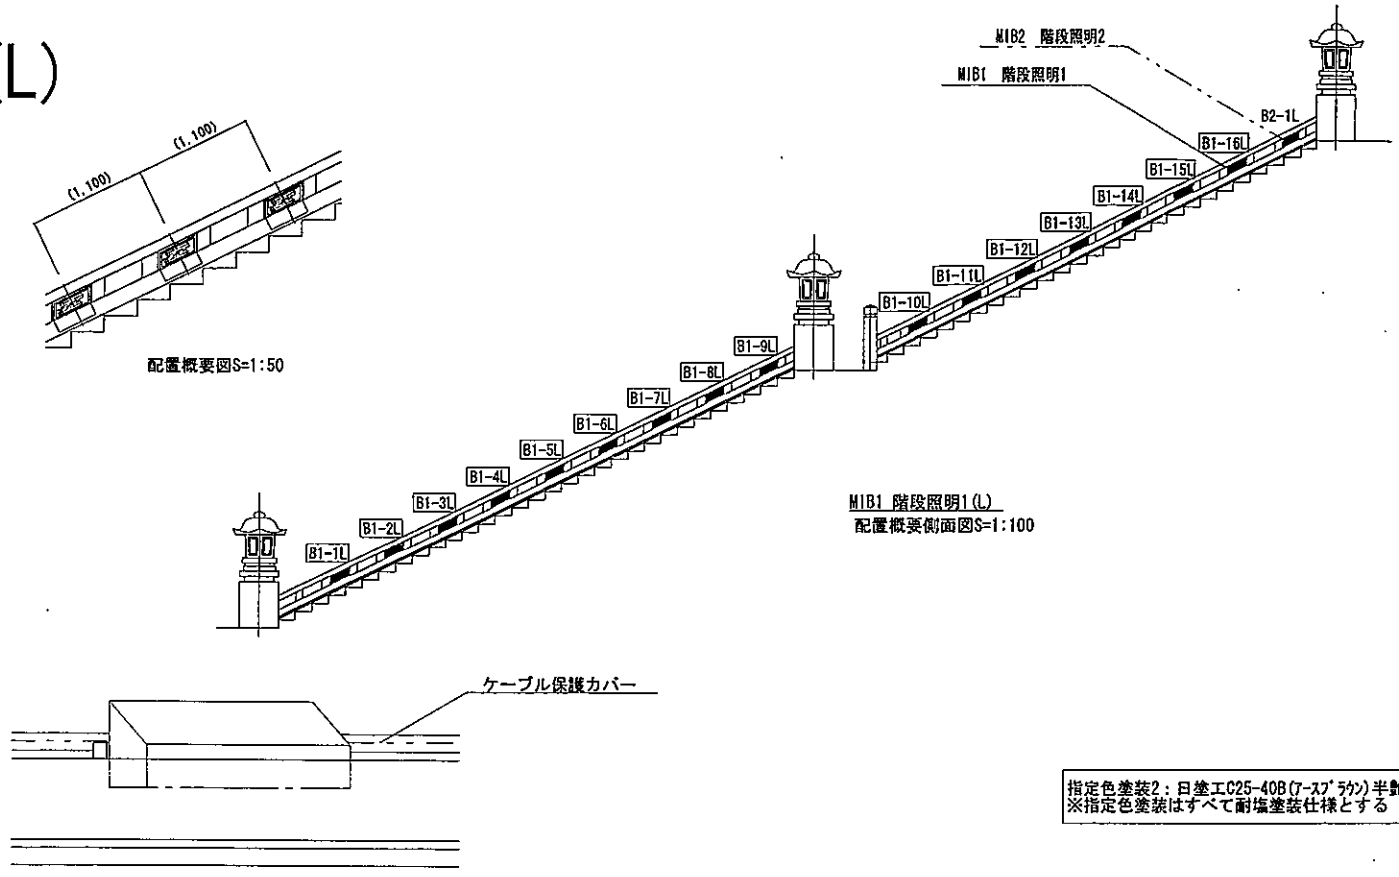 (L)
MIB2 階段照明2
MIB1 階段照明1
(1,100)
(1,100)
配置概要図S=1:50
B2-1L
B1-16L
B1-15L
B1-14L
B1-13L
B1-12L
B1-11L
B1-10L
B1-9L
B1-8L
B1-7L
B1-6L
B1-5L
B1-4L
B1-3L
B1-2L
B1-1L
MIB1 階段照明1(L)
配置概要側面図S=1:100
ケーブル保護カバー
指定色塗装2:日塗工C25-40B(アースブラウン)半艶
※指定色塗装はすべて耐塩塗装仕様とする